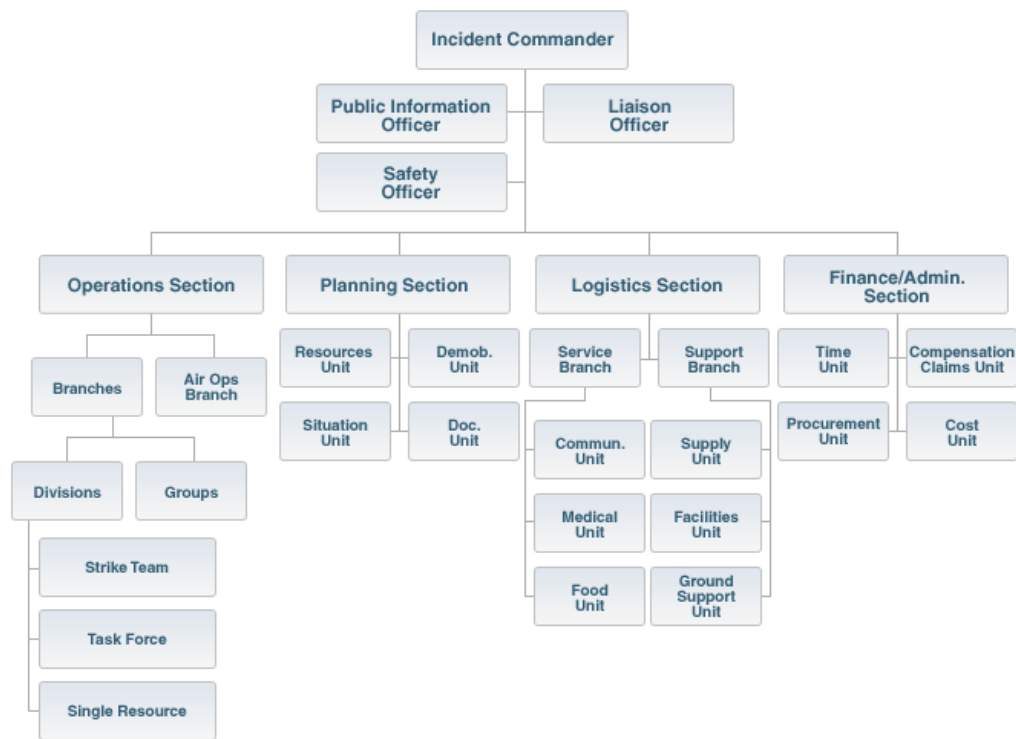 Incident Commander
Public Information
Officer
Liaison
Officer
Safety
Officer
Operations Section
Planning Section
Logistics Section
Finance/Admin.
Section
Branches
Air Ops
Branch
Divisions
Groups
Strike Team
Task Force
Single Resource
Resources
Unit
Demob.
Unit
Situation
Unit
Doc.
Unit
Service
Branch
Support
Branch
Commun.
Unit
Supply
Unit
Medical
Unit
Facilities
Unit
Food
Unit
Ground
Support
Unit
Time
Unit
Compensation
Claims Unit
Procurement
Unit
Cost
Unit